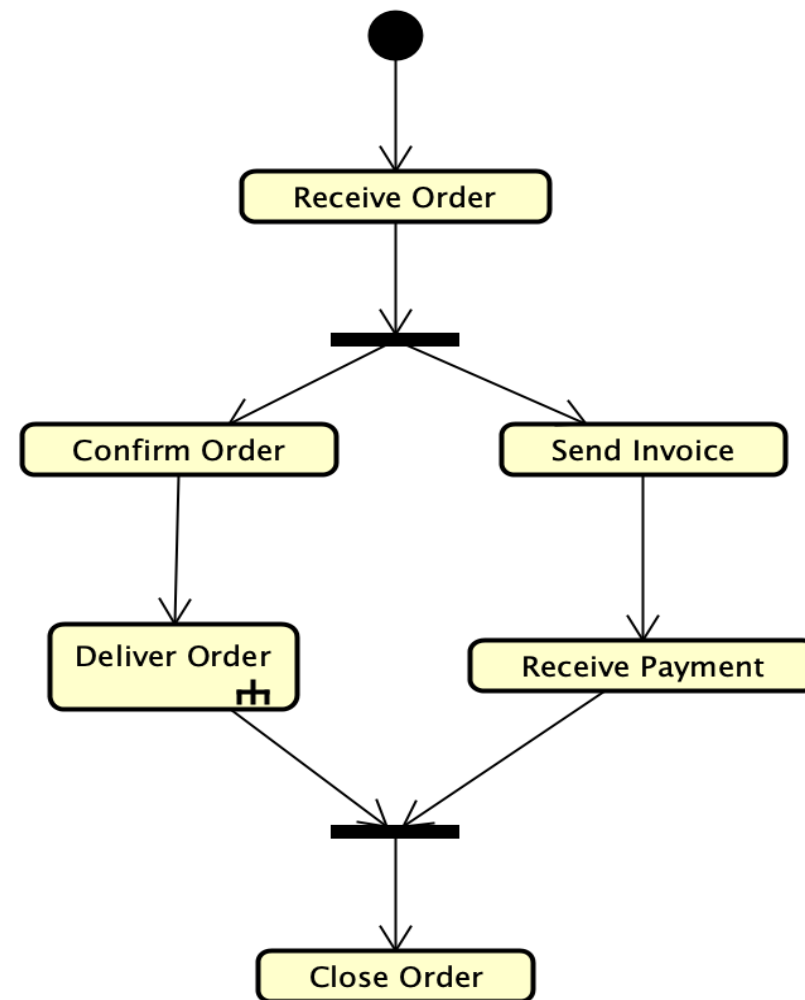 Receive Order
Confirm Order
Send Invoice
Deliver Order
Receive Payment
Close Order